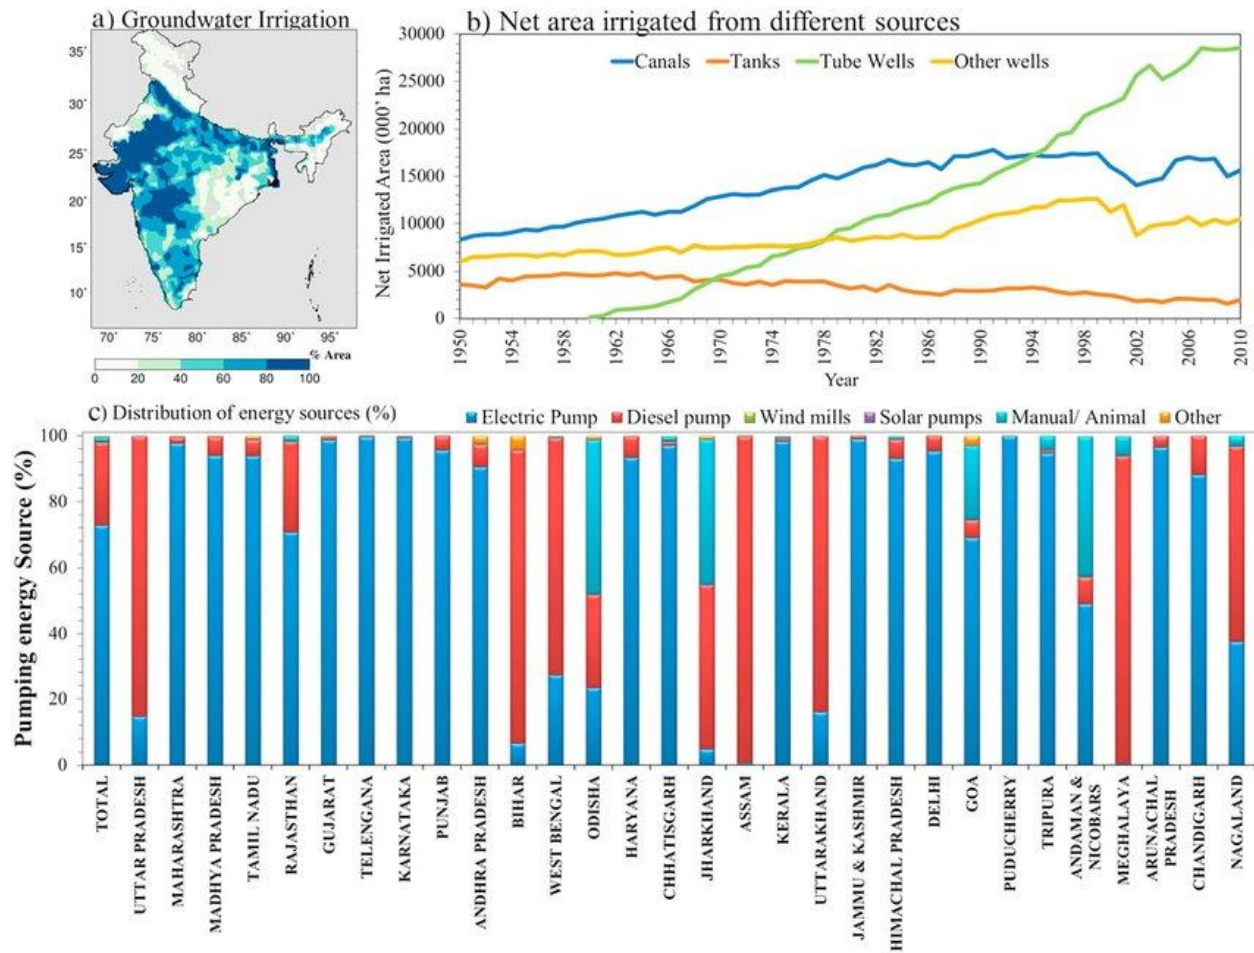 a) Groundwater Irrigation
35°
30°
25°
20°
15°
10°
70° 75° 80° 85° 90° 95°
% Area
0 20 40 60 80 100
b) Net area irrigated from different sources
Canals Tanks Tube Wells Other wells
Net Irrigated Area (000' ha)
30000
25000
20000
15000
10000
5000
0
1950 1954 1958 1962 1966 1970 1974 1978 1982 1986 1990 1994 1998 2002 2006 2010
Year
c) Distribution of energy sources (%)
Electric Pump Diesel pump Wind mills Solar pumps Manual/ Animal Other
Pumping energy Source (%)
100
80
60
40
20
0
TOTAL
UTTAR PRADESH
MAHARASHTRA
MADHYA PRADESH
TAMIL NADU
RAJASTHAN
GUJARAT
TELENGANA
KARNATAKA
PUNJAB
ANDHRA PRADESH
BIHAR
WEST BENGAL
ODISHA
HARYANA
CHHATISGARH
JHARKHAND
ASSAM
KERALA
UTTARAKHAND
JAMMU & KASHMIR
HIMACHAL PRADESH
DELHI
GOA
PUDUCHERRY
TRIPURA
ANDAMAN &
NICOBARS
MEGHALAYA
ARUNACHAL
PRADESH
CHANDIGARH
NAGALAND